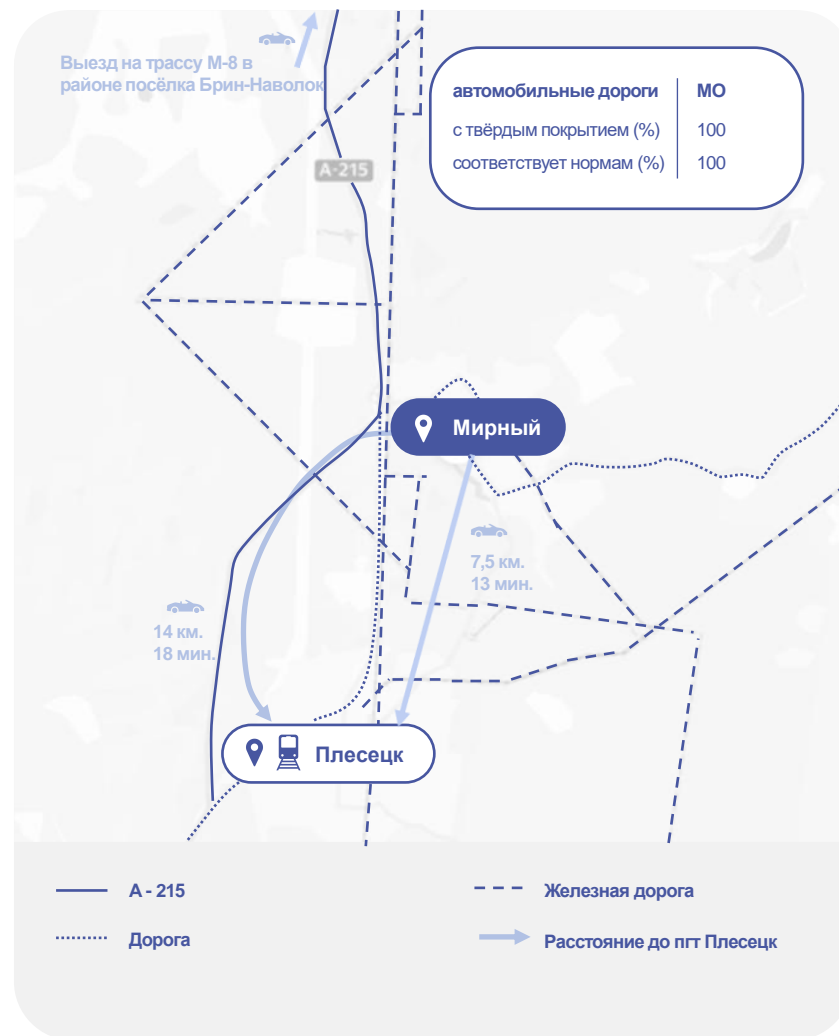 Выезд на трассу М-8 в
районе посёлка Брин-Наволок
автомобильные дороги МО
с твёрдым покрытием (%) 100
соответствует нормам (%) 100
А-215
Мирный
7,5 км.
13 мин.
14 км.
18 мин.
Плесецк
А - 215
Железная дорога
Дорога
Расстояние до пгт Плесецк